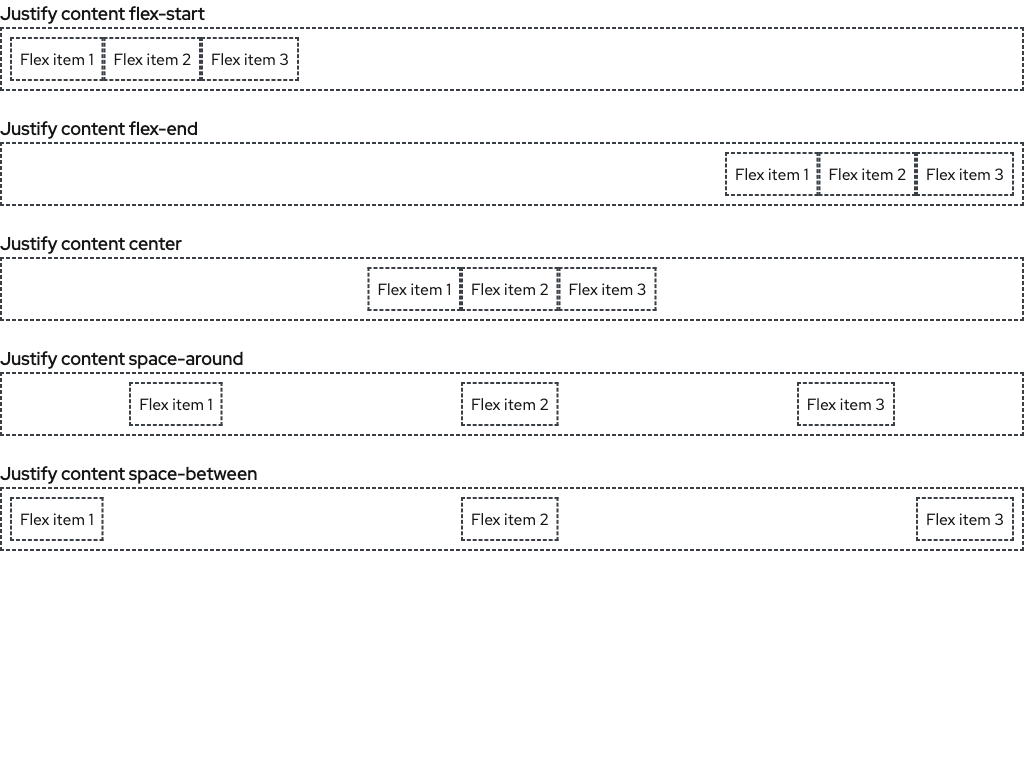 Justify content flex-start
Flex item 1 Flex item 2 Flex item 3
Justify content flex-end
Flex item 1 Flex item 2 Flex item 3
Justify content center
Flex item 1 Flex item 2 Flex item 3
Justify content space-around
Flex item 1 Flex item 2 Flex item 3
Justify content space-between
Flex item 1 Flex item 2 Flex item 3